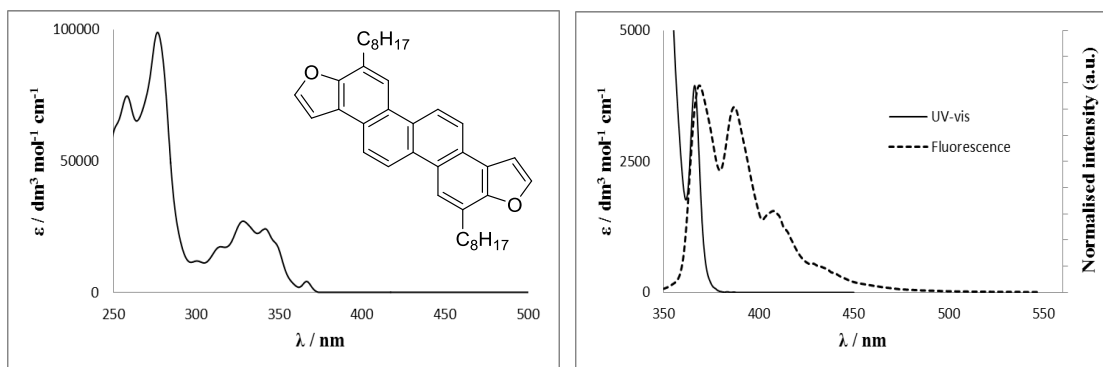 100000
50000
0
250
300
350
400
450
500
ε / dm³ mol⁻¹ cm⁻¹
λ / nm
C₈H₁₇
O
O
C₈H₁₇
5000
2500
0
350
400
450
500
550
ε / dm³ mol⁻¹ cm⁻¹
λ / nm
UV-vis
Fluorescence
Normalised intensity (a.u.)